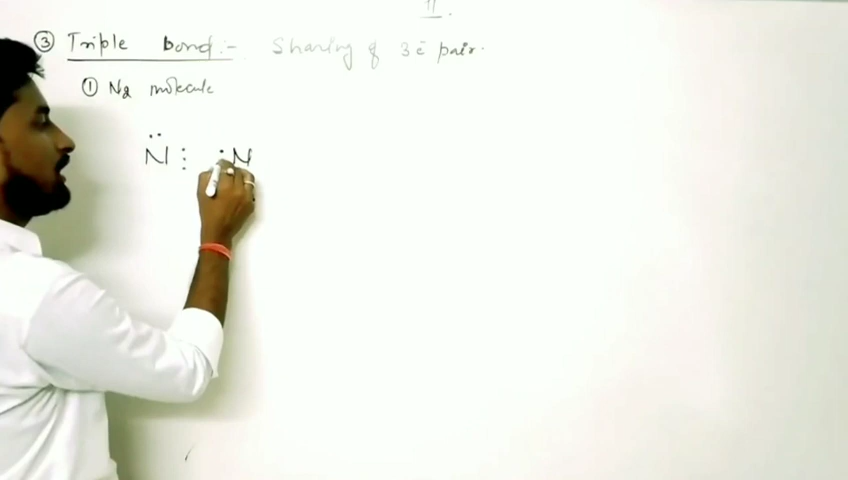 ③ Triple bond:- Sharing of 3 ē pair.
① N₂ molecule
N N